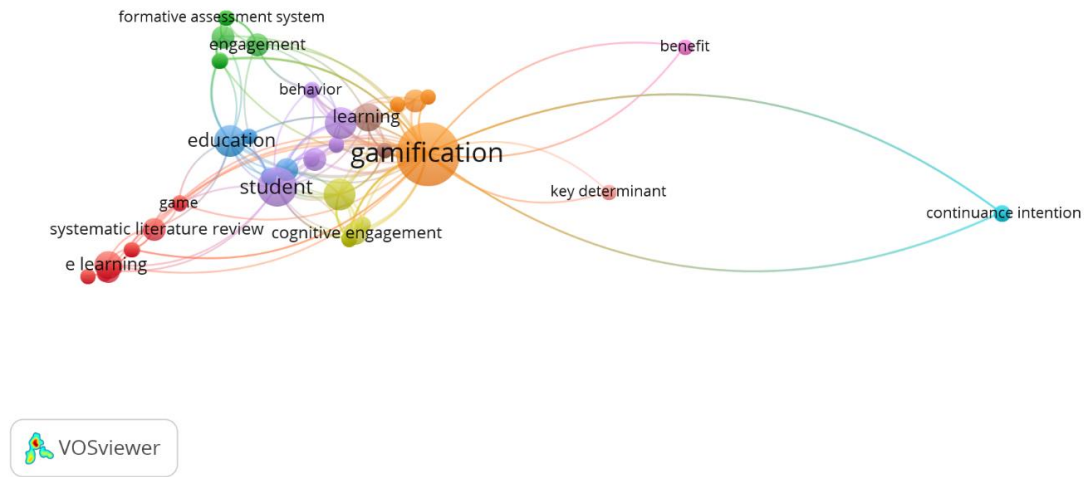 formative assessment system
engagement
benefit
behavior
learning
education
gamification
student
key determinant
game
continuance intention
systematic literature review
cognitive engagement
e learning
VOSviewer